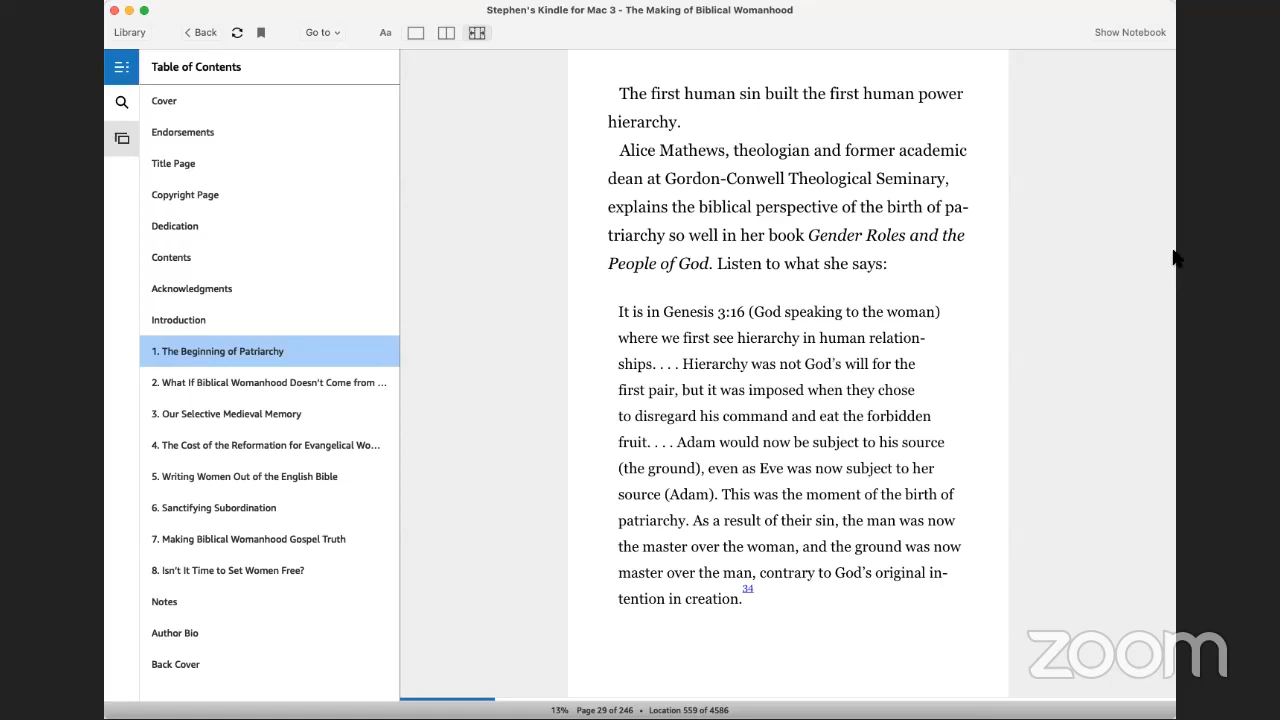 Stephen's Kindle for Mac 3 - The Making of Biblical Womanhood
Library
Back
Go to
Aa
Show Notebook
Table of Contents
Cover
Endorsements
Title Page
Copyright Page
Dedication
Contents
Acknowledgments
Introduction
1. The Beginning of Patriarchy
2. What If Biblical Womanhood Doesn't Come from ...
3. Our Selective Medieval Memory
4. The Cost of the Reformation for Evangelical Wo...
5. Writing Women Out of the English Bible
6. Sanctifying Subordination
7. Making Biblical Womanhood Gospel Truth
8. Isn't It Time to Set Women Free?
Notes
Author Bio
Back Cover
The first human sin built the first human power
hierarchy.
Alice Mathews, theologian and former academic
dean at Gordon-Conwell Theological Seminary,
explains the biblical perspective of the birth of pa-
triarchy so well in her book Gender Roles and the
People of God. Listen to what she says:
It is in Genesis 3:16 (God speaking to the woman)
where we first see hierarchy in human relation-
ships. . . . Hierarchy was not God’s will for the
first pair, but it was imposed when they chose
to disregard his command and eat the forbidden
fruit. . . . Adam would now be subject to his source
(the ground), even as Eve was now subject to her
source (Adam). This was the moment of the birth of
patriarchy. As a result of their sin, the man was now
the master over the woman, and the ground was now
master over the man, contrary to God’s original in-
tention in creation.34
zoom
13% Page 29 of 246 • Location 559 of 4586